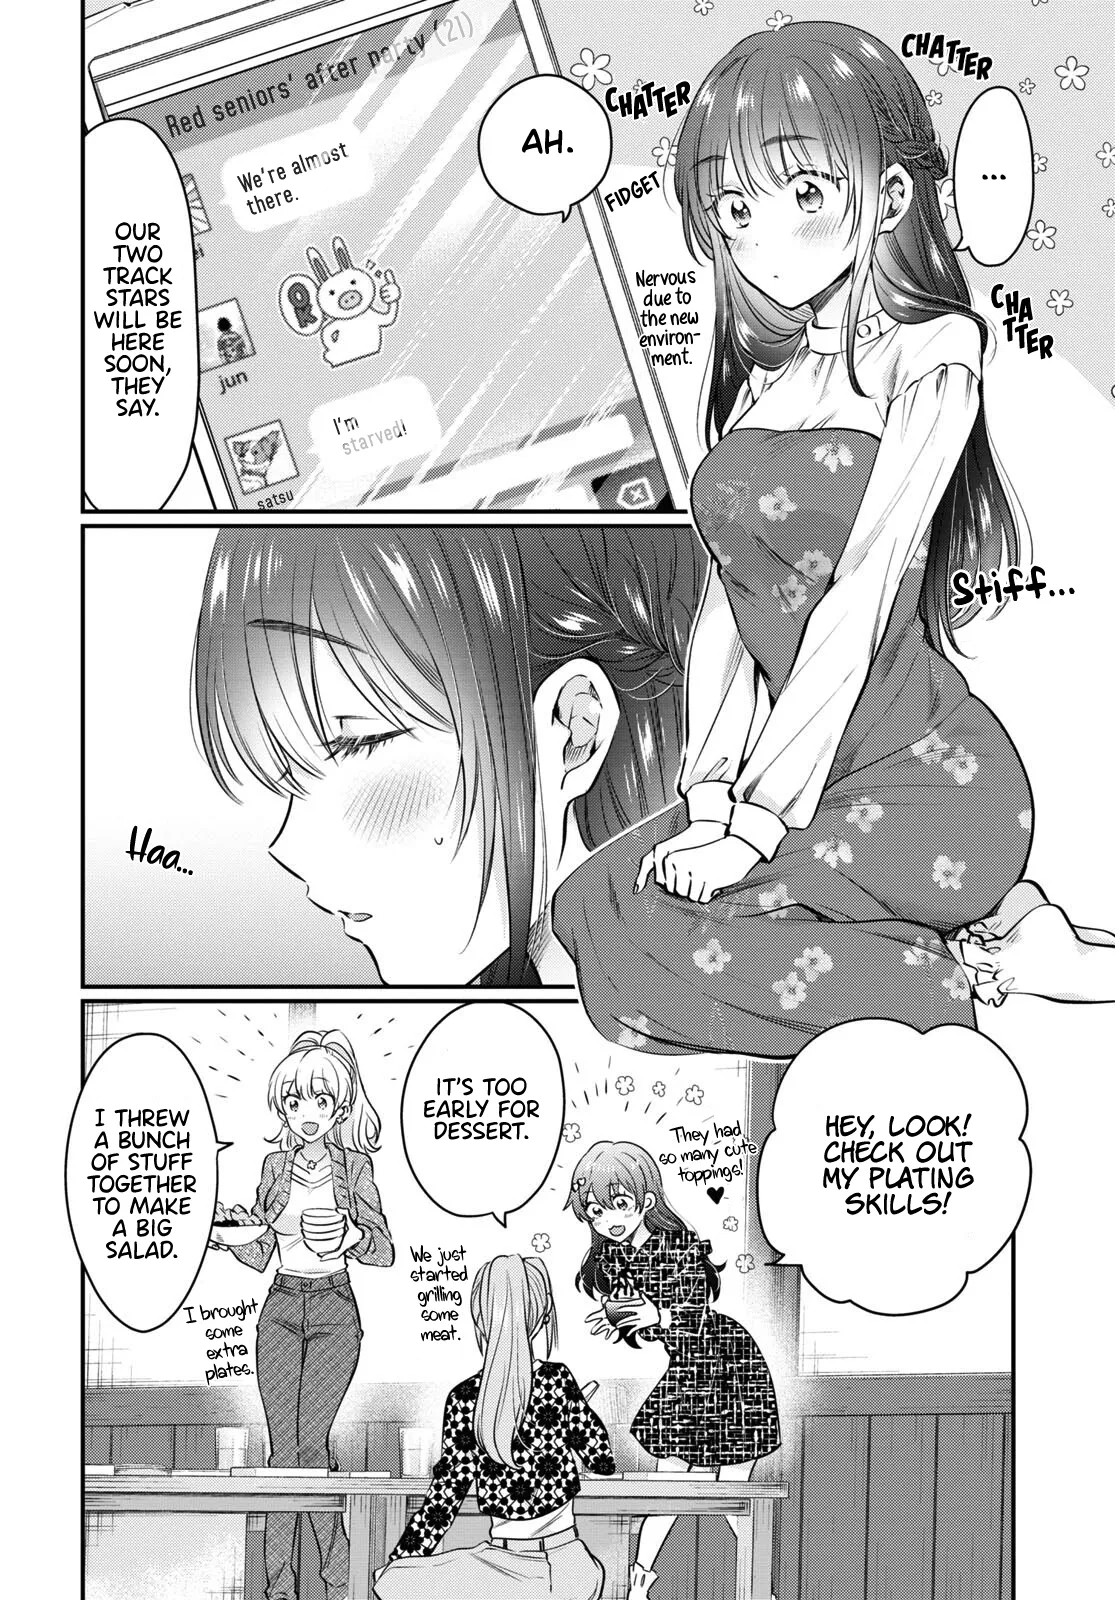 CHATTER
CHATTER
...
CHA
TTER
AH.
FIDGET
Nervous
due to
the new
environ-
ment.
Stiff...
Red seniors' after party (21)
We're almost
there.
OK
jun
I'm
starved!
satsu
OUR
TWO
TRACK
STARS
WILL BE
HERE
SOON,
THEY
SAY.
Haa...
HEY, LOOK!
CHECK OUT
MY PLATING
SKILLS!
They had
so many cute
toppings!
IT'S TOO
EARLY FOR
DESSERT.
We just
started
grilling
some
meat.
I THREW
A BUNCH
OF STUFF
TOGETHER
TO MAKE
A BIG
SALAD.
I brought
some
extra
plates.